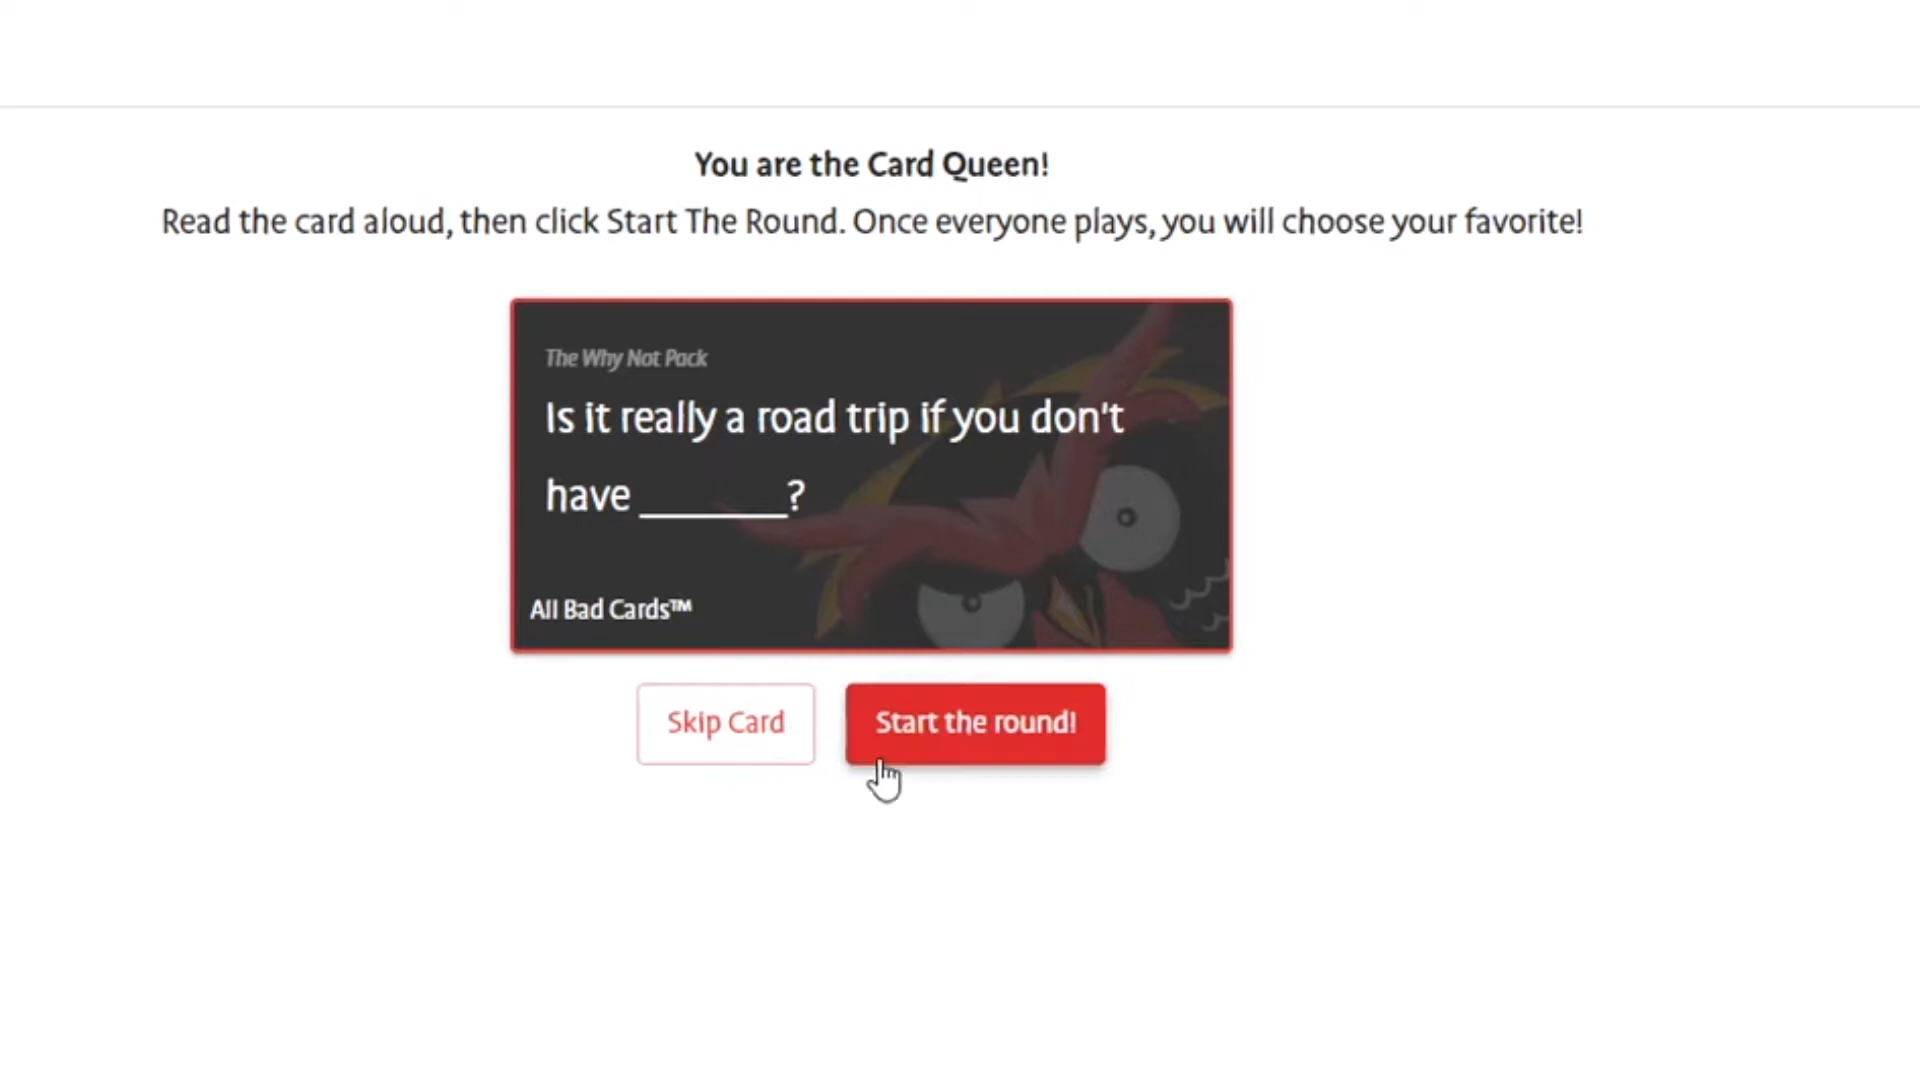 You are the Card Queen!
Read the card aloud, then click Start The Round. Once everyone plays, you will choose your favorite!
The Why Not Pack
Is it really a road trip if you don't
have _______?
All Bad Cards™
Skip Card
Start the round!